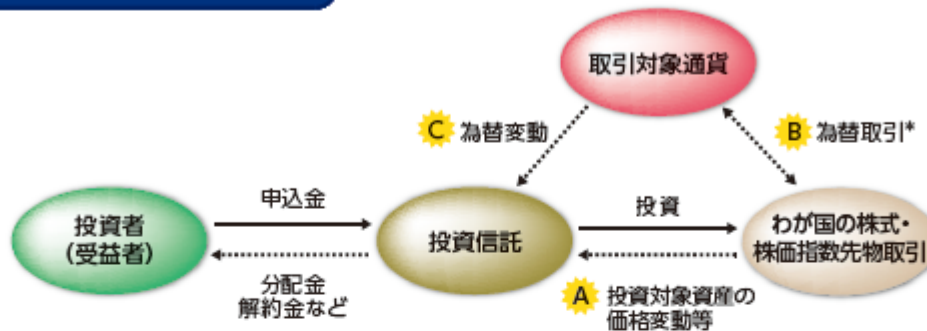 取引対象通貨
C 為替変動
B 為替取引*
申込金
投資
投資者
(受益者)
投資信託
わが国の株式・
株価指数先物取引
分配金
解約金など
A 投資対象資産の
価格変動等